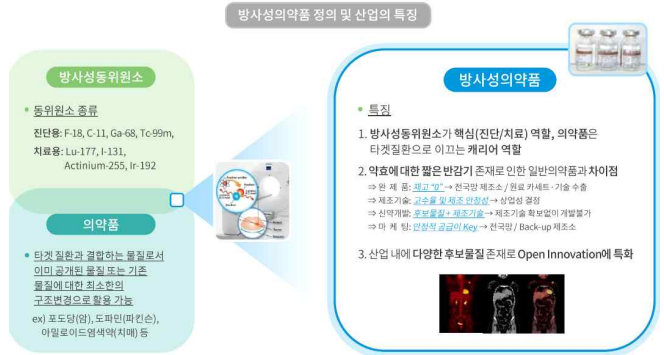 방사성의약품 정의 및 산업의 특징
방사성동위원소
• 동위원소 종류
진단용: F-18, C-11, Ga-68, Tc-99m,
치료용: Lu-177, I-131,
Actinium-255, Ir-192
의약품
• 타겟 질환과 결합하는 물질로서
이미 공개된 물질 또는 기존
물질에 대한 최소한의
구조변경으로 활용 가능
ex) 포도당(암), 도파민(파킨슨),
아밀로이드염색약(치매) 등
방사성의약품
• 특징
1. 방사성동위원소가 핵심(진단/치료) 역할, 의약품은
타겟질환으로 이끄는 캐리어 역할
2. 약효에 대한 짧은 반감기 존재로 인한 일반의약품과 차이점
⇒ 완 제 품: 재고 "0" → 전국망 제조소 / 원료 카세트·기술 수출
⇒ 제조기술: 고수율 및 제조 안정성 → 상업성 결정
⇒ 신약개발: 후보물질 + 제조기술 → 제조기술 확보없이 개발불가
⇒ 마 케 팅: 안정적 공급이 Key → 전국망 / Back-up 제조소
3. 산업 내에 다양한 후보물질 존재로 Open Innovation에 특화